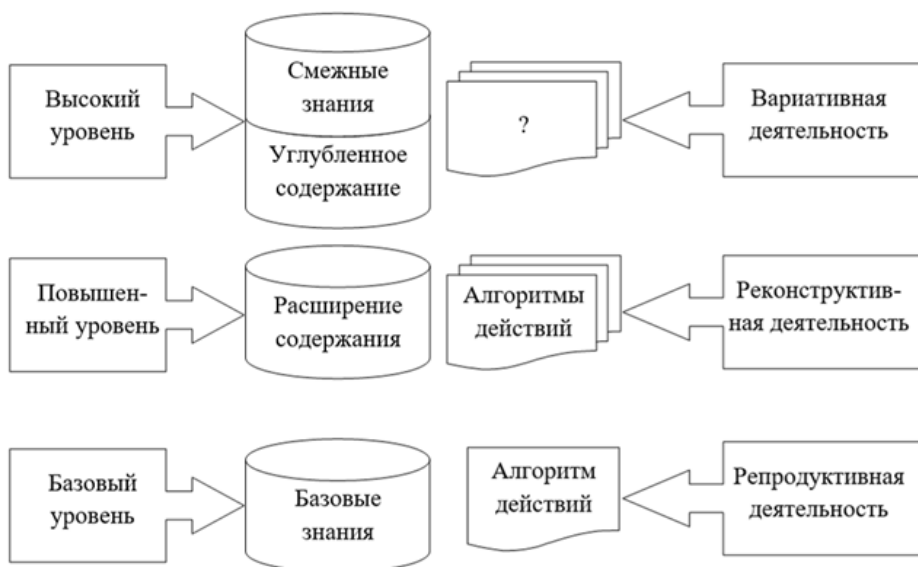 Высокий
уровень
Смежные
знания
Углубленное
содержание
?
Вариативная
деятельность
Повышен-
ный уровень
Расширение
содержания
Алгоритмы
действий
Реконструктив-
ная деятельность
Базовый
уровень
Базовые
знания
Алгоритм
действий
Репродуктивная
деятельность